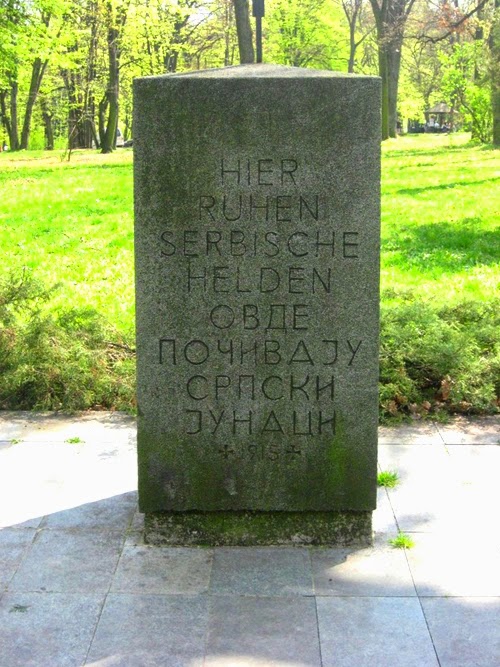 HIER
RUHEN
SERBISCHE
HELDEN
ОВДЕ
ПОЧИВАЈУ
СРПСКИ
ЈУНАЦИ
1915